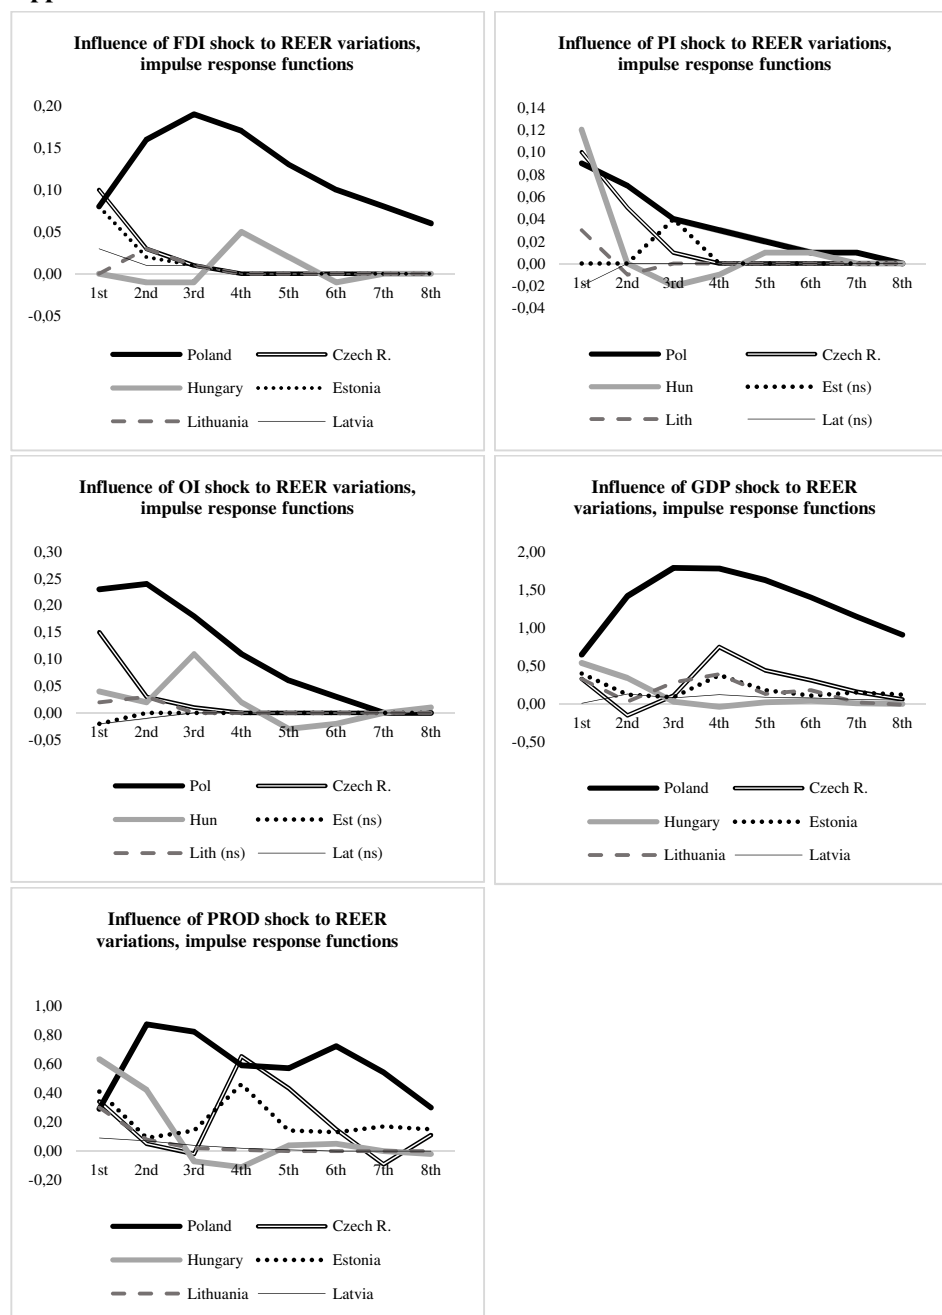 Influence of FDI shock to REER variations,
impulse response functions
0,20
0,15
0,10
0,05
0,00
-0,05
1st 2nd 3rd 4th 5th 6th 7th 8th
Poland Czech R.
Hungary Estonia
Lithuania Latvia
Influence of PI shock to REER variations,
impulse response functions
0,14
0,12
0,10
0,08
0,06
0,04
0,02
0,00
-0,02
-0,04
1st 2nd 3rd 4th 5th 6th 7th 8th
Pol Czech R.
Hun Est (ns)
Lith Lat (ns)
Influence of OI shock to REER variations,
impulse response functions
0,30
0,25
0,20
0,15
0,10
0,05
0,00
-0,05
1st 2nd 3rd 4th 5th 6th 7th 8th
Pol Czech R.
Hun Est (ns)
Lith (ns) Lat (ns)
Influence of GDP shock to REER
variations, impulse response functions
2,00
1,50
1,00
0,50
0,00
-0,50
1st 2nd 3rd 4th 5th 6th 7th 8th
Poland Czech R.
Hungary Estonia
Lithuania Latvia
Influence of PROD shock to REER
variations, impulse response functions
1,00
0,80
0,60
0,40
0,20
0,00
-0,20
1st 2nd 3rd 4th 5th 6th 7th 8th
Poland Czech R.
Hungary Estonia
Lithuania Latvia